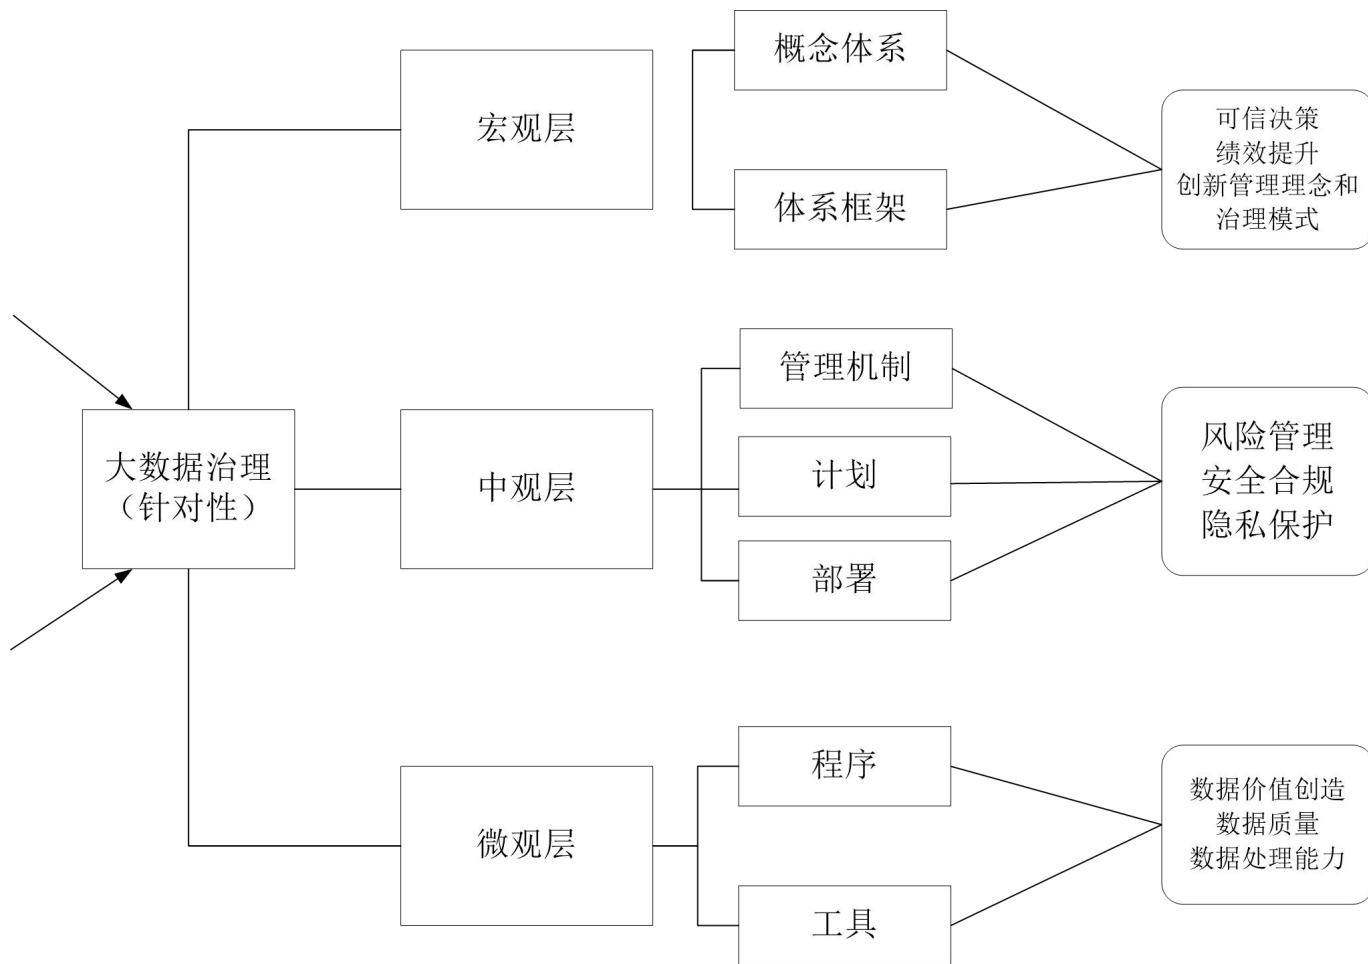 概念体系
宏观层
可信决策
绩效提升
创新管理理念和
治理模式
体系框架
管理机制
大数据治理
（针对性）
中观层
计划
风险管理
安全合规
隐私保护
部署
程序
微观层
数据价值创造
数据质量
数据处理能力
工具